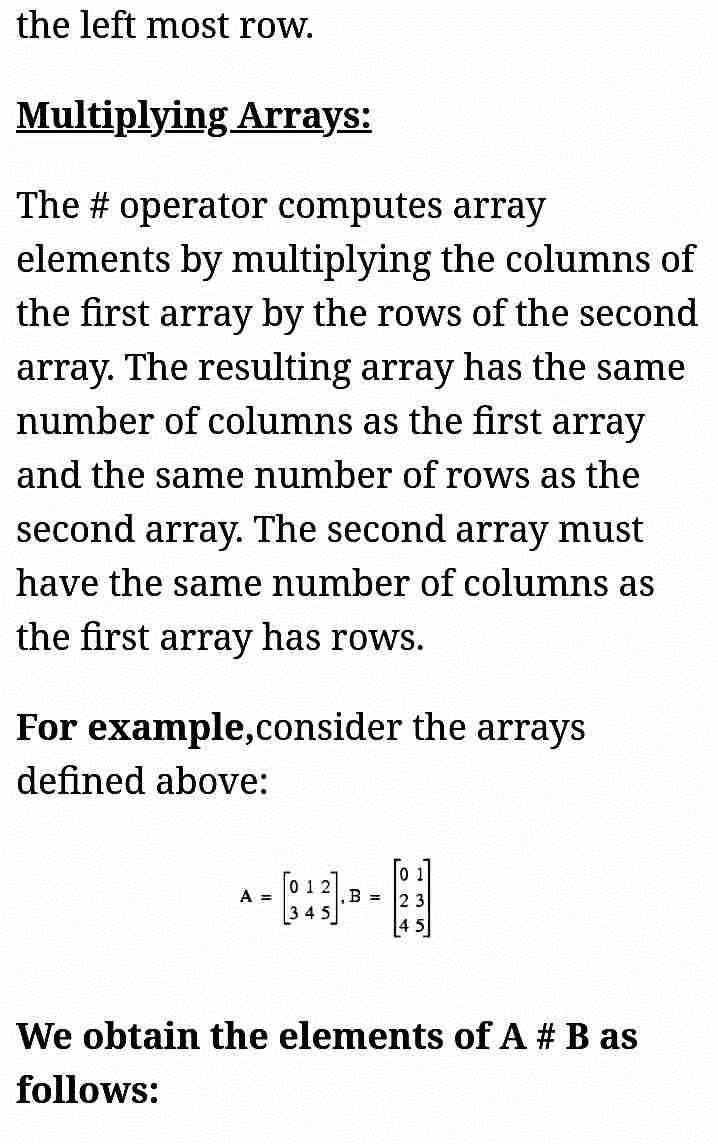 the left most row.
Multiplying Arrays:
The # operator computes array
elements by multiplying the columns of
the first array by the rows of the second
array. The resulting array has the same
number of columns as the first array
and the same number of rows as the
second array. The second array must
have the same number of columns as
the first array has rows.
For example,consider the arrays
defined above:
A = [0 1 2
3 4 5], B = [0 1
2 3
4 5]
We obtain the elements of A # B as
follows: